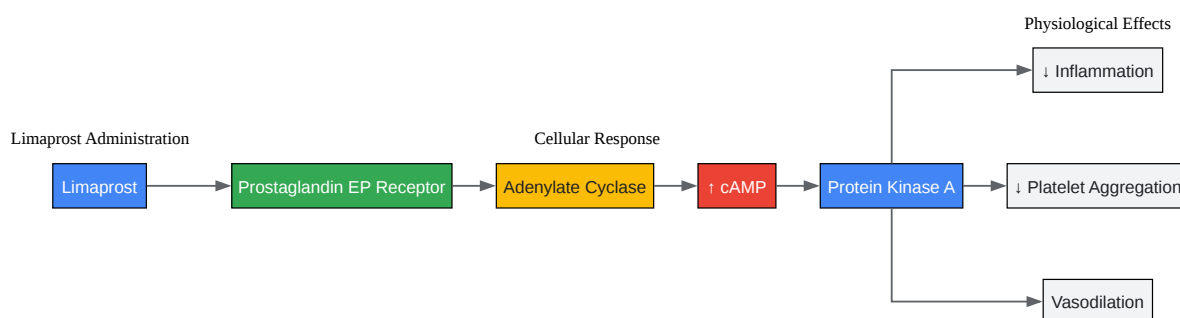 Physiological Effects
↓ Inflammation
Limaprost Administration
Cellular Response
Limaprost
Prostaglandin EP Receptor
Adenylate Cyclase
↑ cAMP
Protein Kinase A
↓ Platelet Aggregation
Vasodilation